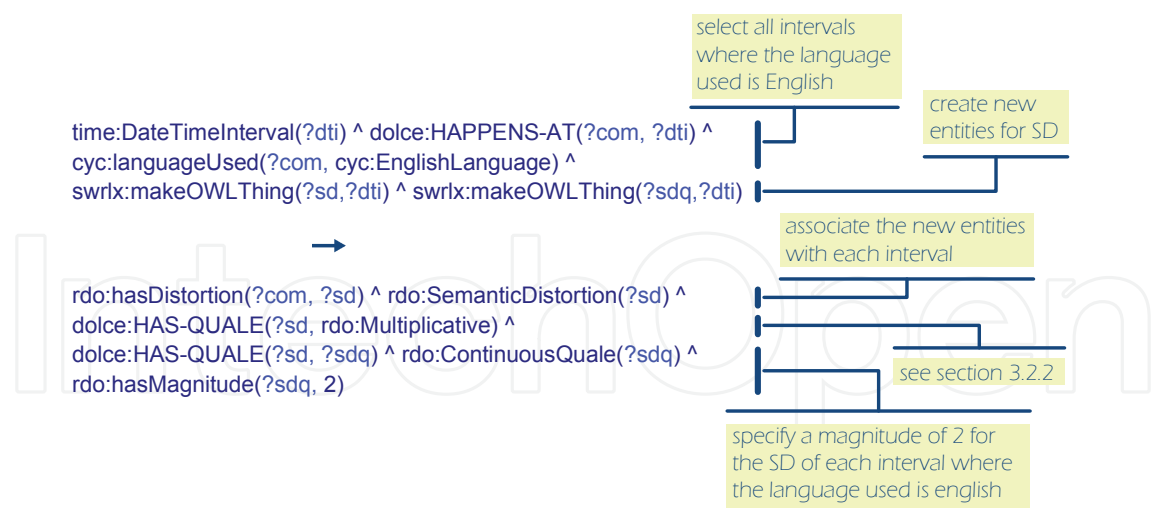 select all intervals
where the language
used is English
create new
entities for SD
time:DateTimeInterval(?dti) ^ dolce:HAPPENS-AT(?com, ?dti) ^
cyc:languageUsed(?com, cyc:EnglishLanguage) ^
swrlx:makeOWLThing(?sd,?dti) ^ swrlx:makeOWLThing(?sdq,?dti)
associate the new entities
with each interval
rdo:hasDistortion(?com, ?sd) ^ rdo:SemanticDistortion(?sd) ^
dolce:HAS-QUALE(?sd, rdo:Multiplicative) ^
dolce:HAS-QUALE(?sd, ?sdq) ^ rdo:ContinuousQuale(?sdq) ^
rdo:hasMagnitude(?sdq, 2)
see section 3.2.2
specify a magnitude of 2 for
the SD of each interval where
the language used is english
IntechOpen